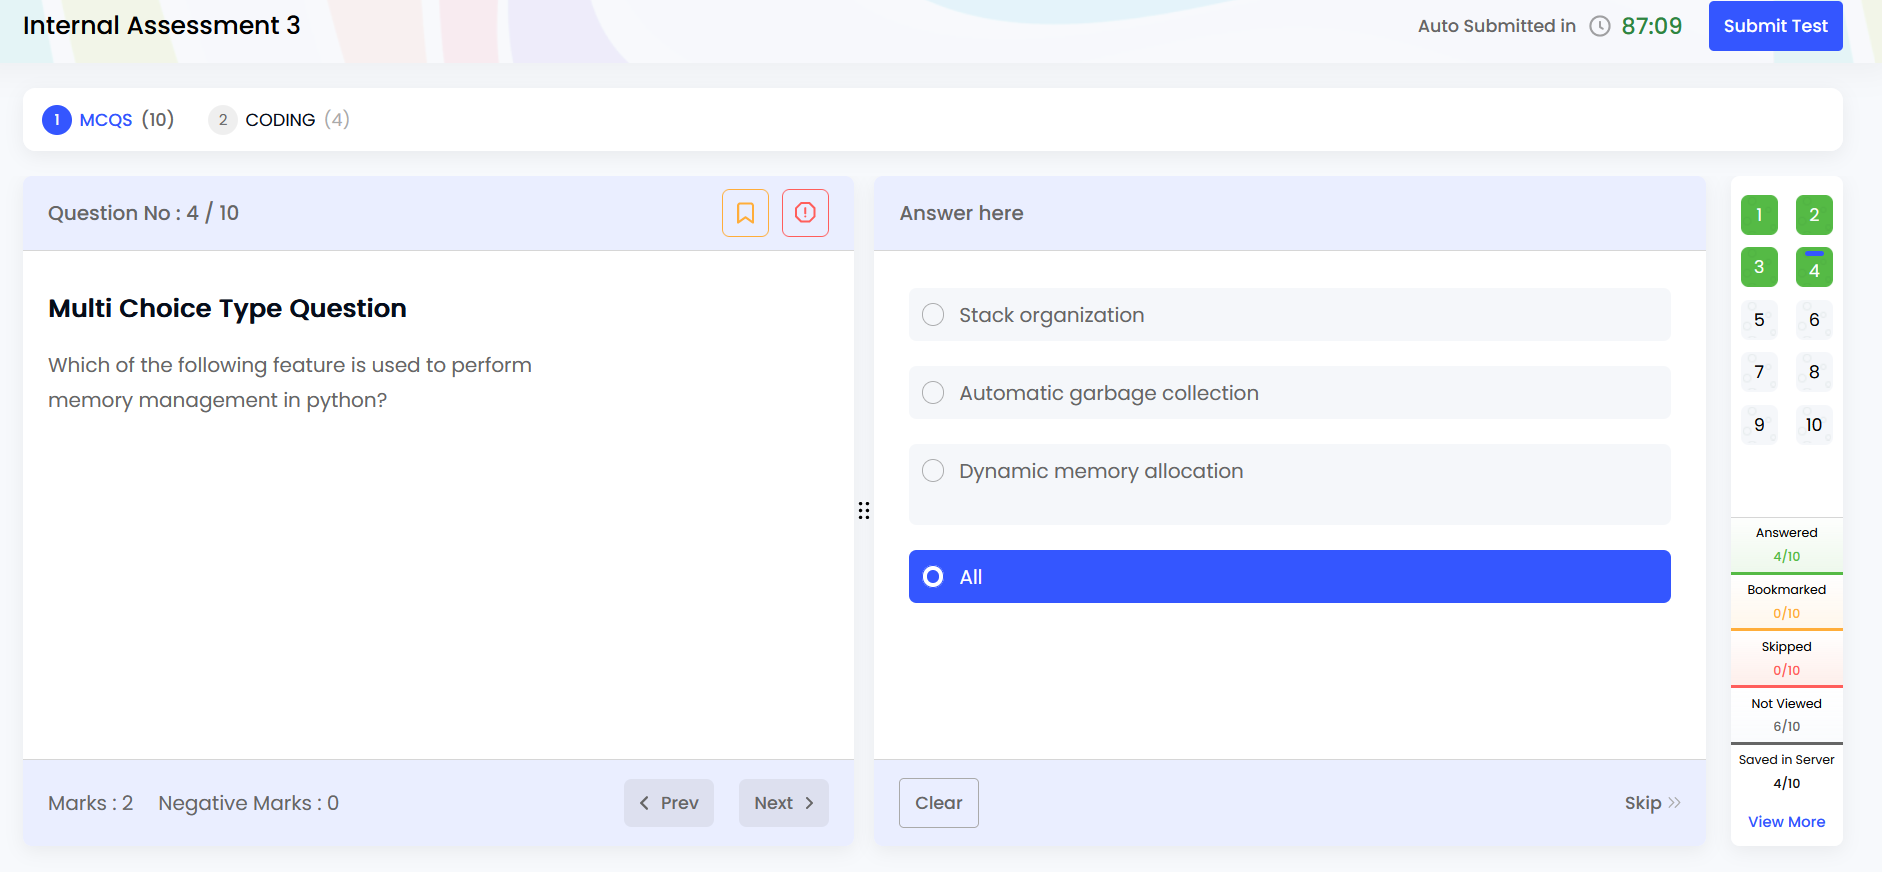 Internal Assessment 3
Auto Submitted in 87:09 Submit Test
1 MCQS (10) 2 CODING (4)
Question No : 4 / 10
Multi Choice Type Question
Which of the following feature is used to perform
memory management in python?
Marks : 2 Negative Marks : 0 Prev Next
Answer here
Stack organization
Automatic garbage collection
Dynamic memory allocation
All
Clear Skip
1 2
3 4
5 6
7 8
9 10
Answered
4/10
Bookmarked
0/10
Skipped
0/10
Not Viewed
6/10
Saved in Server
4/10
View More